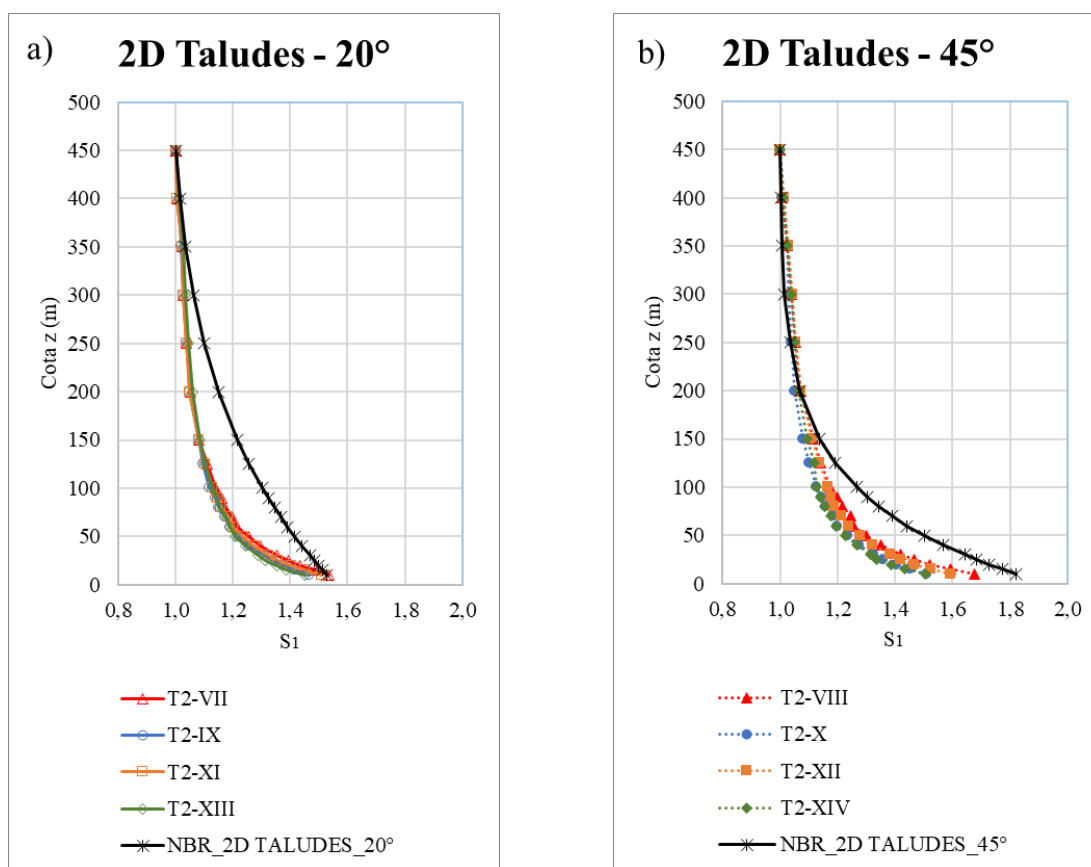 a) 2D Taludes - 20°
500
450
400
350
300
250
200
150
100
50
0
Cota z (m)
0,8 1,0 1,2 1,4 1,6 1,8 2,0
S1
T2-VII
T2-IX
T2-XI
T2-XIII
NBR_2D TALUDES_20°
b) 2D Taludes - 45°
500
450
400
350
300
250
200
150
100
50
0
Cota z (m)
0,8 1,0 1,2 1,4 1,6 1,8 2,0
S1
T2-VIII
T2-X
T2-XII
T2-XIV
NBR_2D TALUDES_45°